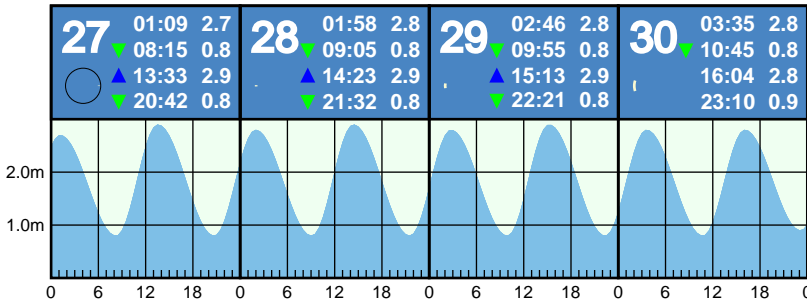 27
01:09 2.7
▼ 08:15 0.8
▲ 13:33 2.9
▼ 20:42 0.8
28
01:58 2.8
▼ 09:05 0.8
▲ 14:23 2.9
▼ 21:32 0.8
29
02:46 2.8
▼ 09:55 0.8
▲ 15:13 2.9
▼ 22:21 0.8
30
03:35 2.8
▼ 10:45 0.8
16:04 2.8
23:10 0.9
2.0m
1.0m
0 6 12 18 0 6 12 18 0 6 12 18 0 6 12 18 0